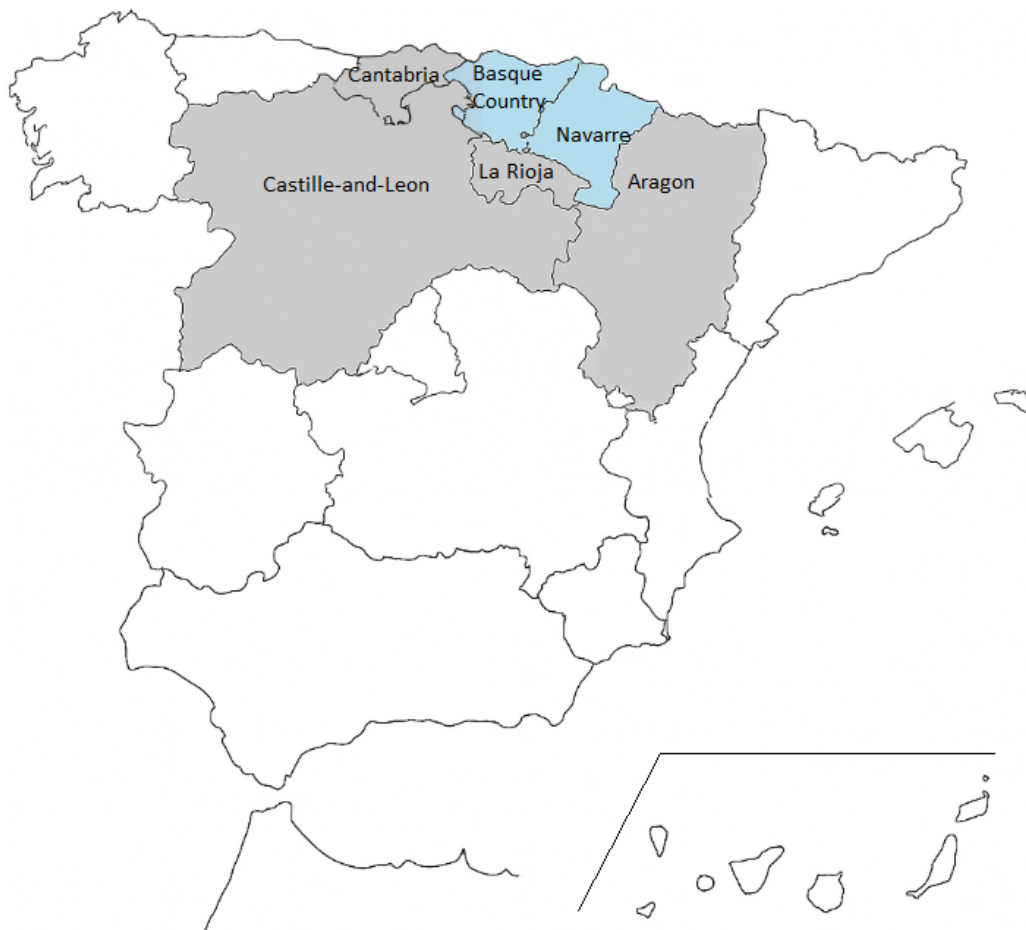 Cantabria
Basque
Country
Navarre
La Rioja
Castille-and-Leon
Aragon